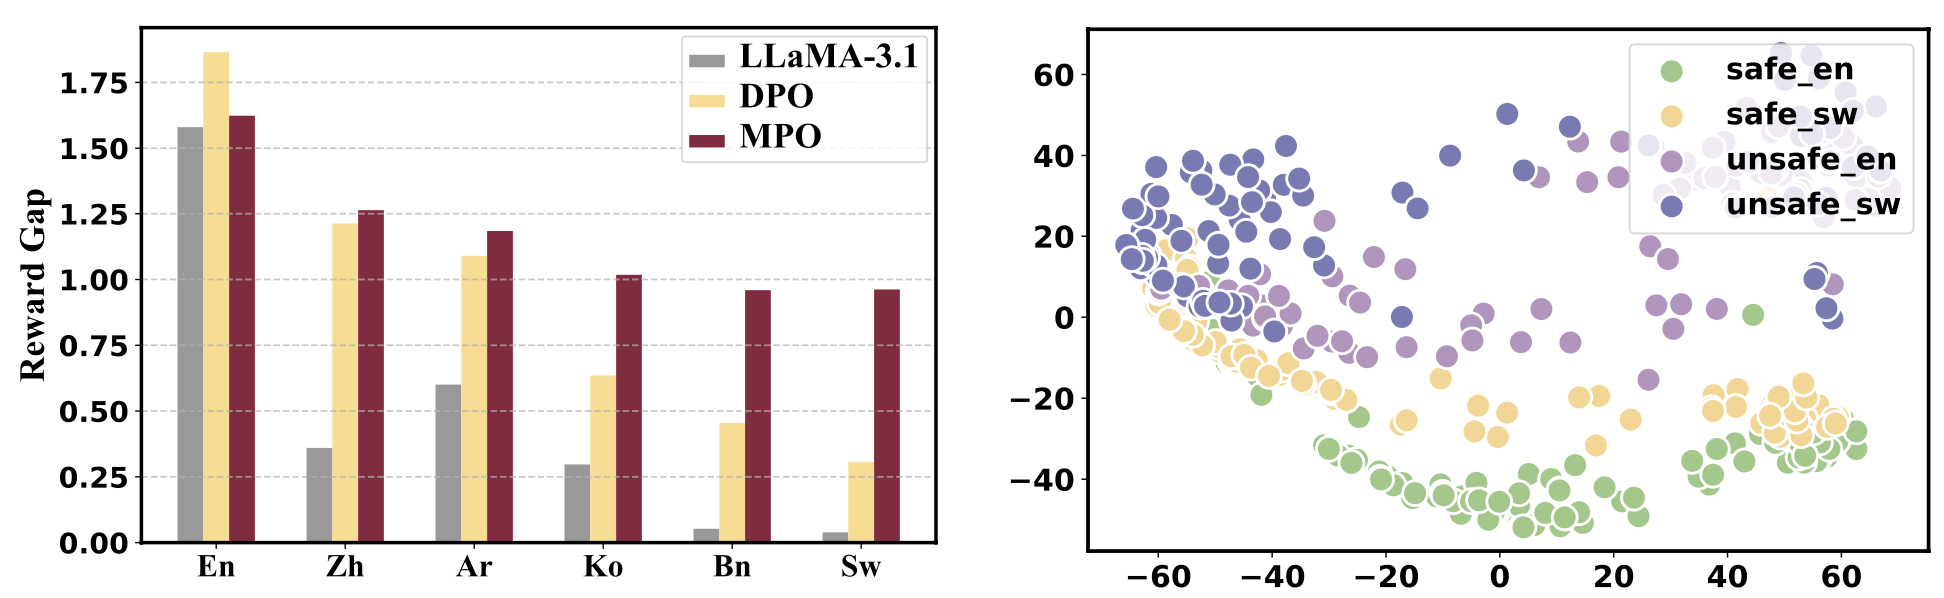 Reward Gap
1.75
1.50
1.25
1.00
0.75
0.50
0.25
0.00
En Zh Ar Ko Bn Sw
LLaMA-3.1
DPO
MPO
60
40
20
0
−20
−40
−60 −40 −20 0 20 40 60
safe_en
safe_sw
unsafe_en
unsafe_sw